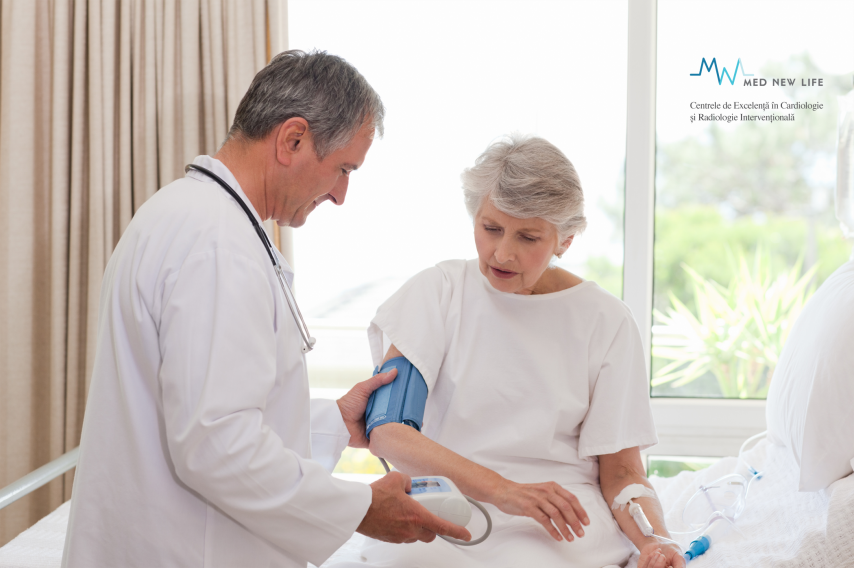 MED NEW LIFE
Centrele de Excelență în Cardiologie
și Radiologie Intervențională